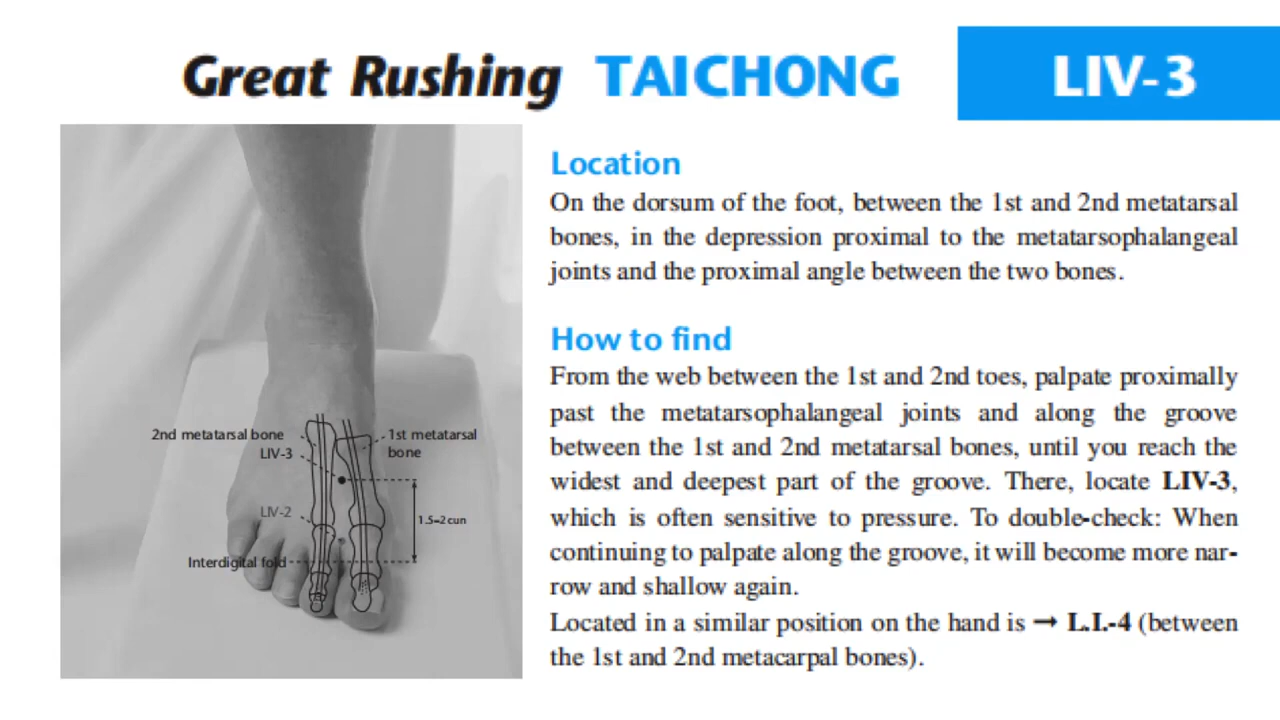 Great Rushing TAICHONG LIV-3
2nd metatarsal bone
1st metatarsal
bone
LIV-3
LIV-2
1.5–2 cun
Interdigital fold
Location
On the dorsum of the foot, between the 1st and 2nd metatarsal
bones, in the depression proximal to the metatarsophalangeal
joints and the proximal angle between the two bones.
How to find
From the web between the 1st and 2nd toes, palpate proximally
past the metatarsophalangeal joints and along the groove
between the 1st and 2nd metatarsal bones, until you reach the
widest and deepest part of the groove. There, locate LIV-3,
which is often sensitive to pressure. To double-check: When
continuing to palpate along the groove, it will become more nar-
row and shallow again.
Located in a similar position on the hand is → L.I.-4 (between
the 1st and 2nd metacarpal bones).